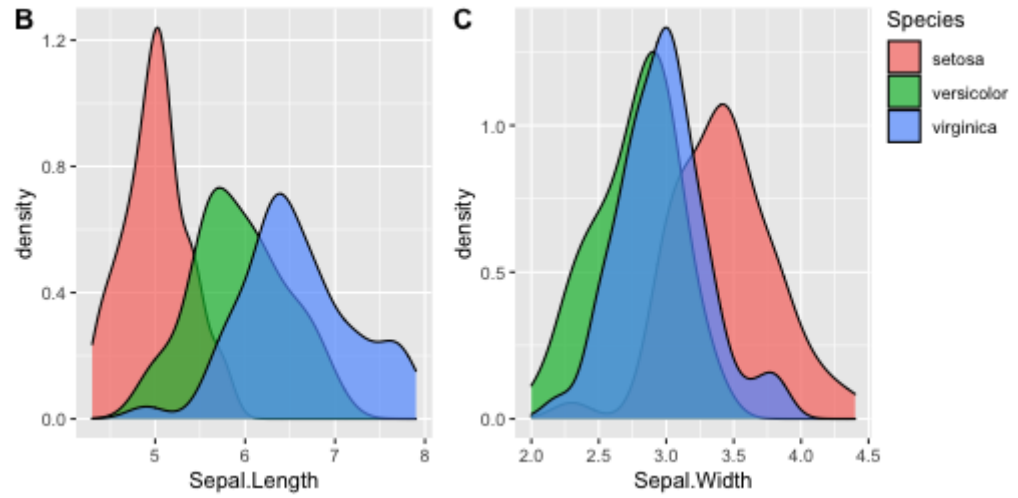 B
1.2
0.8
0.4
0.0
density
5 6 7 8
Sepal.Length
C
1.0
0.5
0.0
density
2.0 2.5 3.0 3.5 4.0 4.5
Sepal.Width
Species
setosa
versicolor
virginica